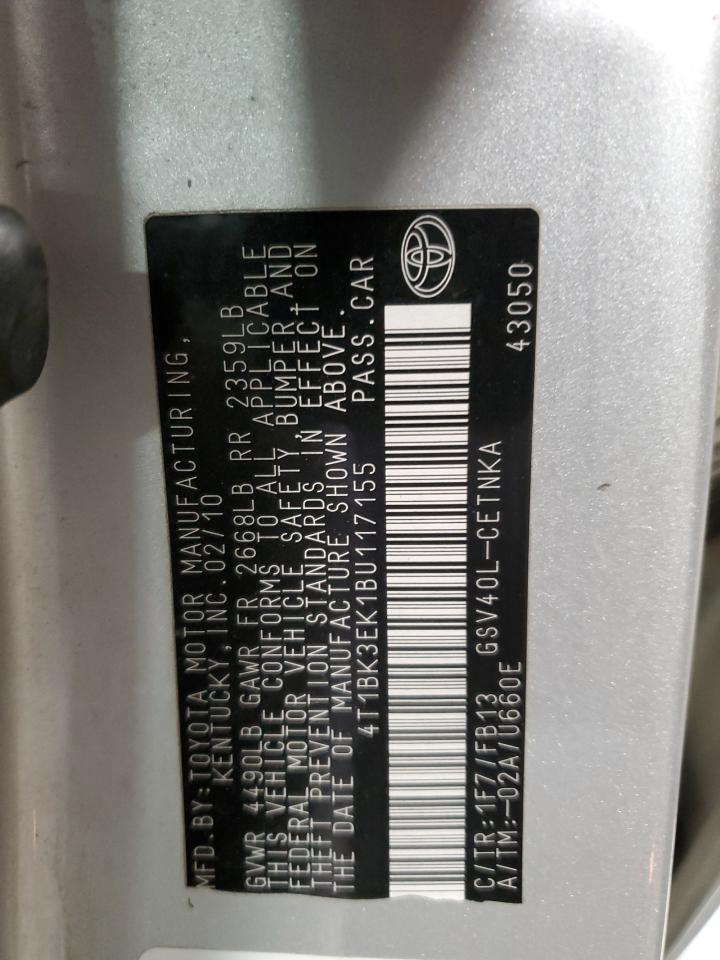 MFD.BY:TOYOTA MOTOR MANUFACTURING,
KENTUCKY,INC.02/10
GVWR 4490LB GAWR FR 2668LB RR 2359LB
THIS VEHICLE CONFORMS TO ALL APPLICABLE
FEDERAL MOTOR VEHICLE SAFETY,BUMPER,AND
THEFT PREVENTION STANDARDS IN EFFECT ON
THE DATE OF MANUFACTURE SHOWN ABOVE.
4T1BK3EK1BU117155 PASS.CAR
C/TR:1F7/FB13 GSV40L-CETNKA
A/TM:-02A/U660E 43050